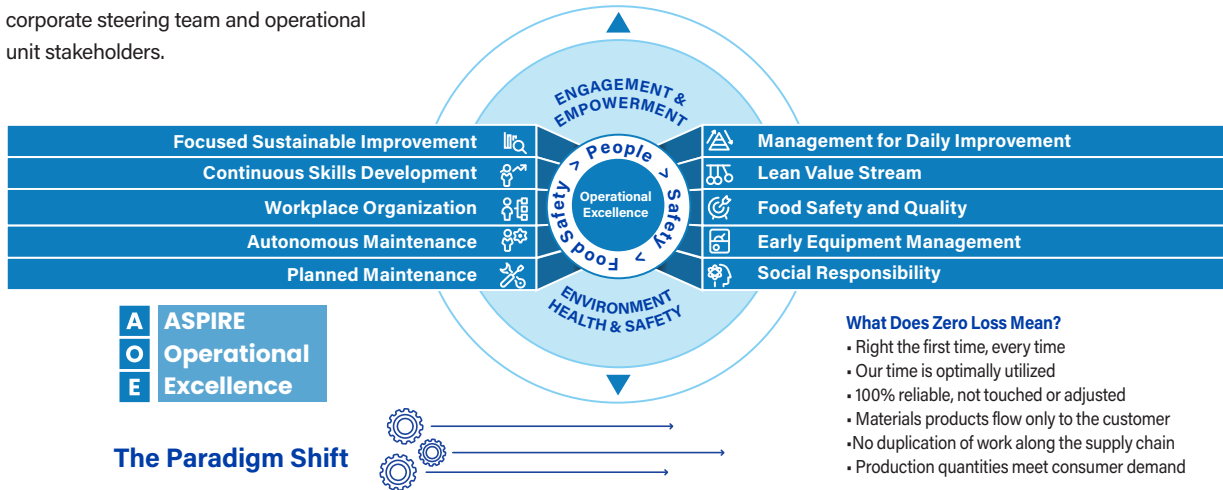 corporate steering team and operational
unit stakeholders.
ENGAGEMENT &
EMPOWERMENT
Focused Sustainable Improvement
Continuous Skills Development
Workplace Organization
Autonomous Maintenance
Planned Maintenance
People > Safety > Food Safety >
Operational
Excellence
Management for Daily Improvement
Lean Value Stream
Food Safety and Quality
Early Equipment Management
Social Responsibility
ENVIRONMENT
HEALTH & SAFETY
A ASPIRE
O Operational
E Excellence
The Paradigm Shift
What Does Zero Loss Mean?
• Right the first time, every time
• Our time is optimally utilized
• 100% reliable, not touched or adjusted
• Materials products flow only to the customer
•No duplication of work along the supply chain
• Production quantities meet consumer demand